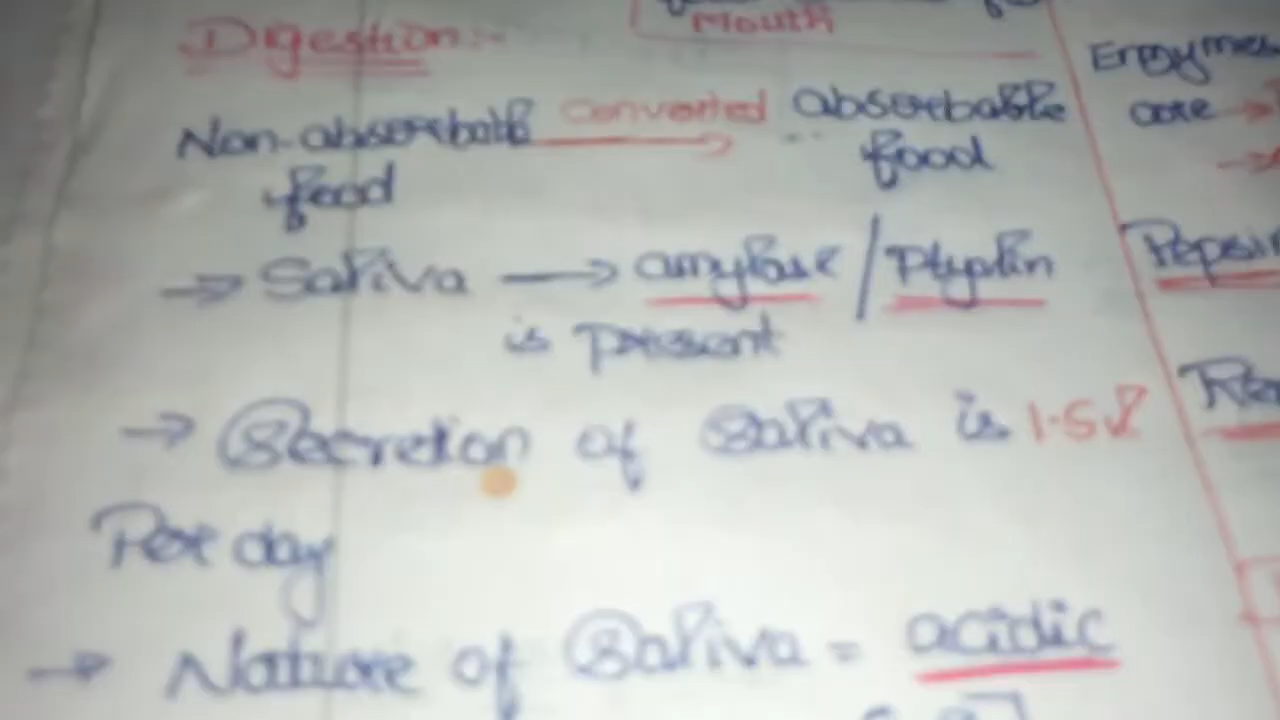 Mouth
Digestion:-
Non-absorbable converted absorbable
food food
→ Saliva → amylase / Ptyplin
is present
→ Secretion of Saliva is 1.5 l
Per day
→ Nature of Saliva = acidic
Enzymes
are →
→
Pepsin